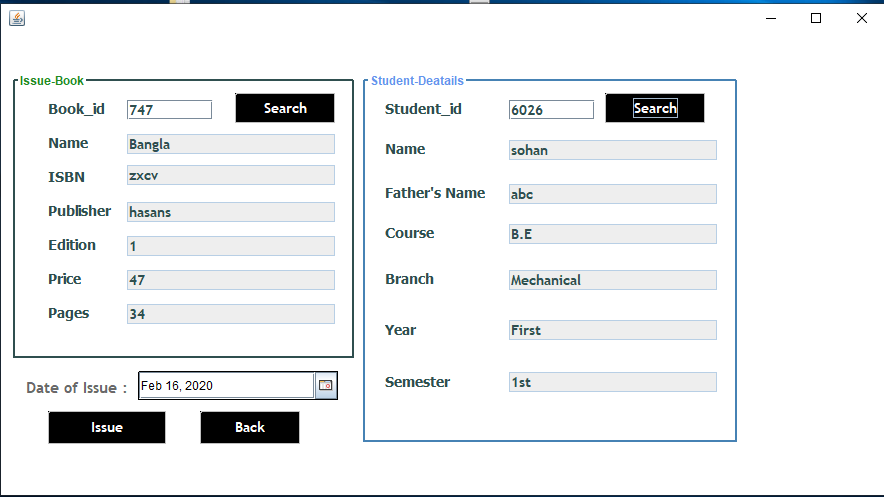 Issue-Book
Book_id 747 Search
Name Bangla
ISBN zxcv
Publisher hasans
Edition 1
Price 47
Pages 34
Date of Issue : Feb 16, 2020
Issue Back
Student-Deatails
Student_id 6026 Search
Name sohan
Father's Name abc
Course B.E
Branch Mechanical
Year First
Semester 1st